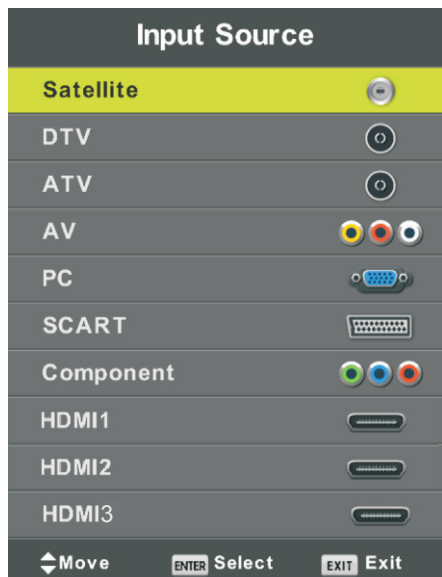 Input Source
Satellite
DTV
ATV
AV
PC
SCART
Component
HDMI1
HDMI2
HDMI3
Move ENTER Select EXIT Exit